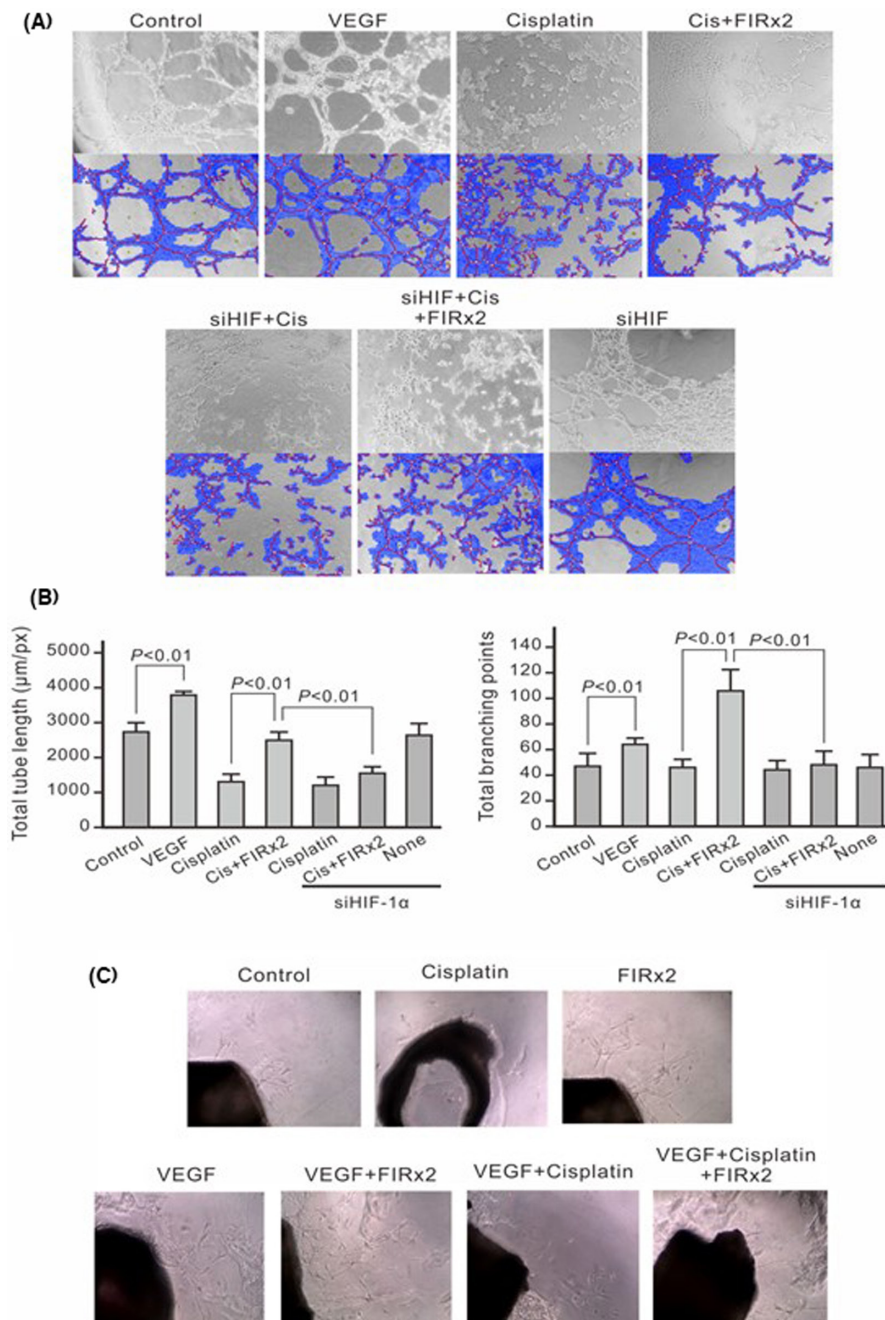 (A)
Control VEGF Cisplatin Cis+FIRx2
siHIF+Cis siHIF+Cis +FIRx2 siHIF
(B)
Total tube length (µm/px)
5000
4000
3000
2000
1000
0
P<0.01
P<0.01
P<0.01
Control VEGF Cisplatin Cis+FIRx2 Cisplatin Cis+FIRx2 None
siHIF-1α
Total branching points
140
120
100
80
60
40
20
0
P<0.01
P<0.01
P<0.01
Control VEGF Cisplatin Cis+FIRx2 Cisplatin Cis+FIRx2 None
siHIF-1α
(C)
Control Cisplatin FIRx2
VEGF VEGF+FIRx2 VEGF+Cisplatin VEGF+Cisplatin
+FIRx2